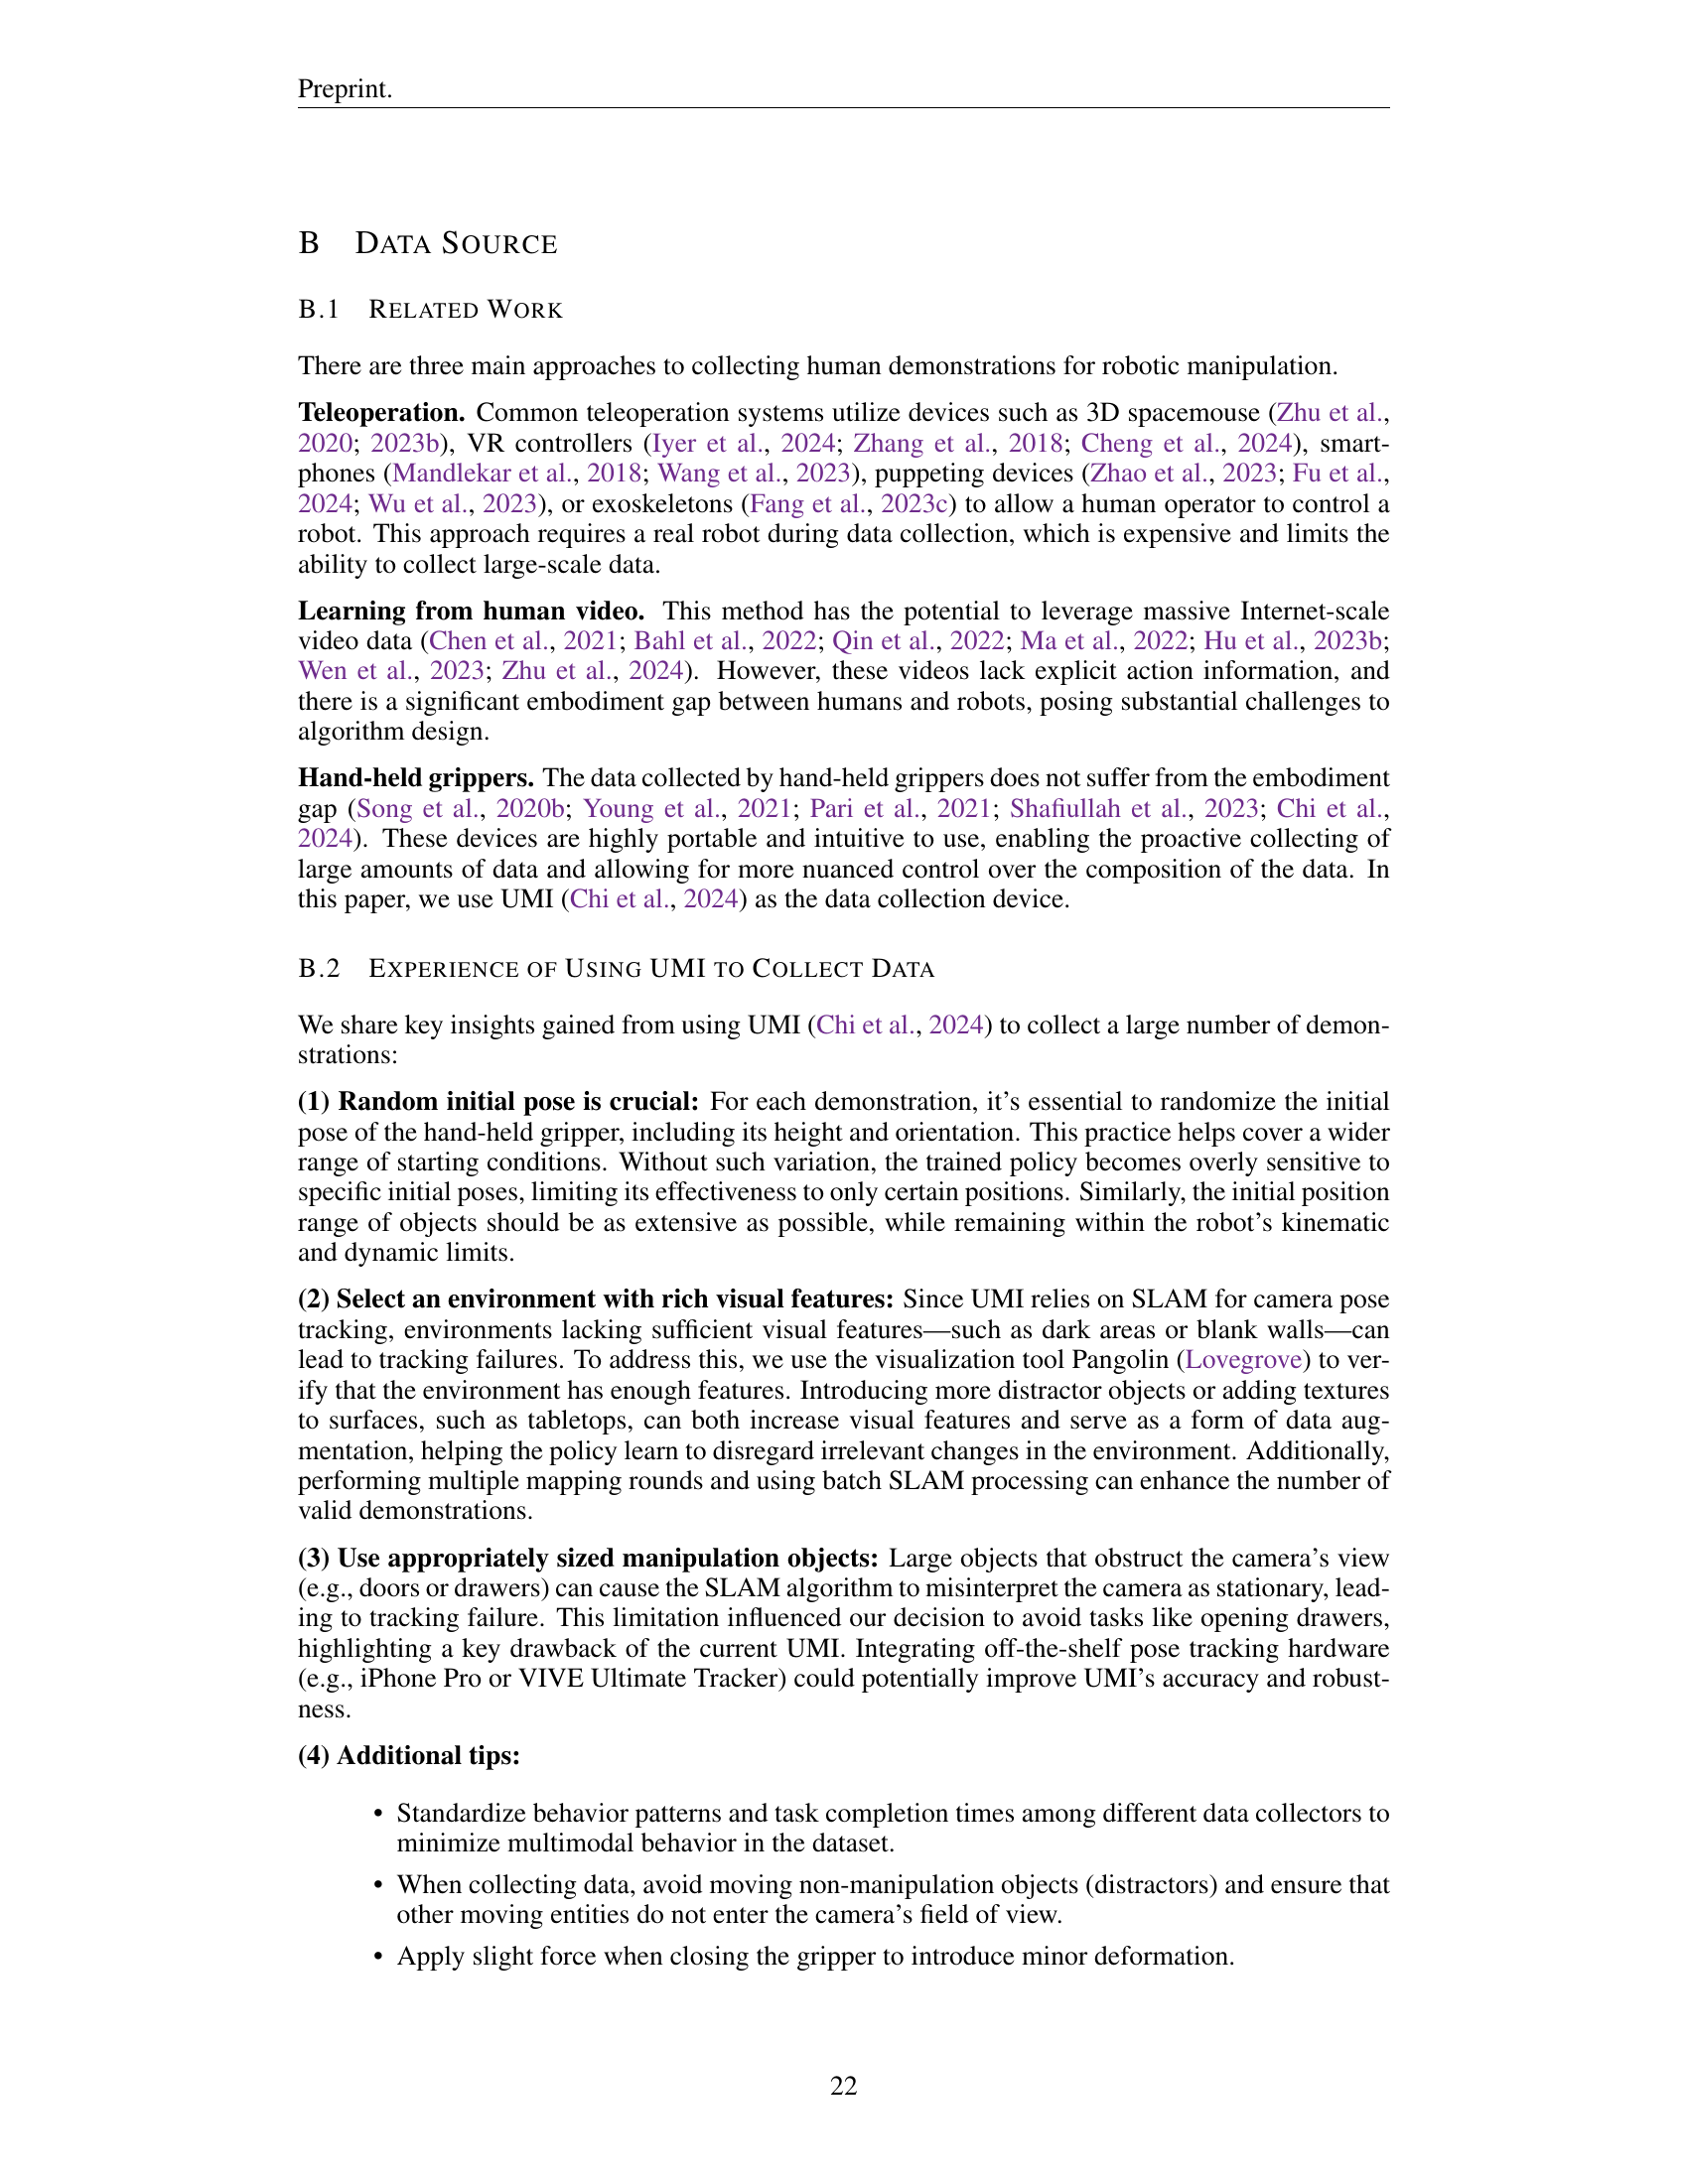 Preprint.
B DATA SOURCE
B.1 RELATED WORK
There are three main approaches to collecting human demonstrations for robotic manipulation.
Teleoperation. Common teleoperation systems utilize devices such as 3D spacemouse (Zhu et al.,
2020; 2023b), VR controllers (Iyer et al., 2024; Zhang et al., 2018; Cheng et al., 2024), smart-
phones (Mandlekar et al., 2018; Wang et al., 2023), puppeting devices (Zhao et al., 2023; Fu et al.,
2024; Wu et al., 2023), or exoskeletons (Fang et al., 2023c) to allow a human operator to control a
robot. This approach requires a real robot during data collection, which is expensive and limits the
ability to collect large-scale data.
Learning from human video. This method has the potential to leverage massive Internet-scale
video data (Chen et al., 2021; Bahl et al., 2022; Qin et al., 2022; Ma et al., 2022; Hu et al., 2023b;
Wen et al., 2023; Zhu et al., 2024). However, these videos lack explicit action information, and
there is a significant embodiment gap between humans and robots, posing substantial challenges to
algorithm design.
Hand-held grippers. The data collected by hand-held grippers does not suffer from the embodiment
gap (Song et al., 2020b; Young et al., 2021; Pari et al., 2021; Shafiullah et al., 2023; Chi et al.,
2024). These devices are highly portable and intuitive to use, enabling the proactive collecting of
large amounts of data and allowing for more nuanced control over the composition of the data. In
this paper, we use UMI (Chi et al., 2024) as the data collection device.
B.2 EXPERIENCE OF USING UMI TO COLLECT DATA
We share key insights gained from using UMI (Chi et al., 2024) to collect a large number of demon-
strations:
(1) Random initial pose is crucial: For each demonstration, it's essential to randomize the initial
pose of the hand-held gripper, including its height and orientation. This practice helps cover a wider
range of starting conditions. Without such variation, the trained policy becomes overly sensitive to
specific initial poses, limiting its effectiveness to only certain positions. Similarly, the initial position
range of objects should be as extensive as possible, while remaining within the robot's kinematic
and dynamic limits.
(2) Select an environment with rich visual features: Since UMI relies on SLAM for camera pose
tracking, environments lacking sufficient visual features—such as dark areas or blank walls—can
lead to tracking failures. To address this, we use the visualization tool Pangolin (Lovegrove) to ver-
ify that the environment has enough features. Introducing more distractor objects or adding textures
to surfaces, such as tabletops, can both increase visual features and serve as a form of data aug-
mentation, helping the policy learn to disregard irrelevant changes in the environment. Additionally,
performing multiple mapping rounds and using batch SLAM processing can enhance the number of
valid demonstrations.
(3) Use appropriately sized manipulation objects: Large objects that obstruct the camera's view
(e.g., doors or drawers) can cause the SLAM algorithm to misinterpret the camera as stationary, lead-
ing to tracking failure. This limitation influenced our decision to avoid tasks like opening drawers,
highlighting a key drawback of the current UMI. Integrating off-the-shelf pose tracking hardware
(e.g., iPhone Pro or VIVE Ultimate Tracker) could potentially improve UMI's accuracy and robust-
ness.
(4) Additional tips:
• Standardize behavior patterns and task completion times among different data collectors to
minimize multimodal behavior in the dataset.
• When collecting data, avoid moving non-manipulation objects (distractors) and ensure that
other moving entities do not enter the camera's field of view.
• Apply slight force when closing the gripper to introduce minor deformation.
22